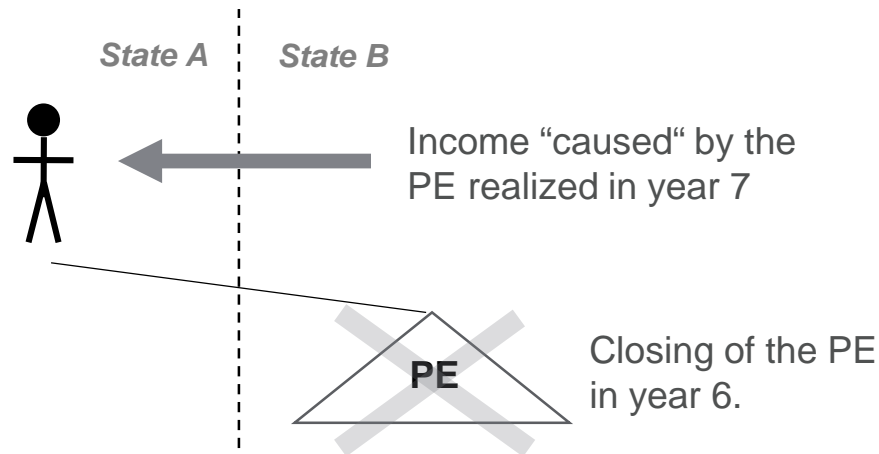 State A
State B
Income “caused“ by the
PE realized in year 7
PE
Closing of the PE
in year 6.